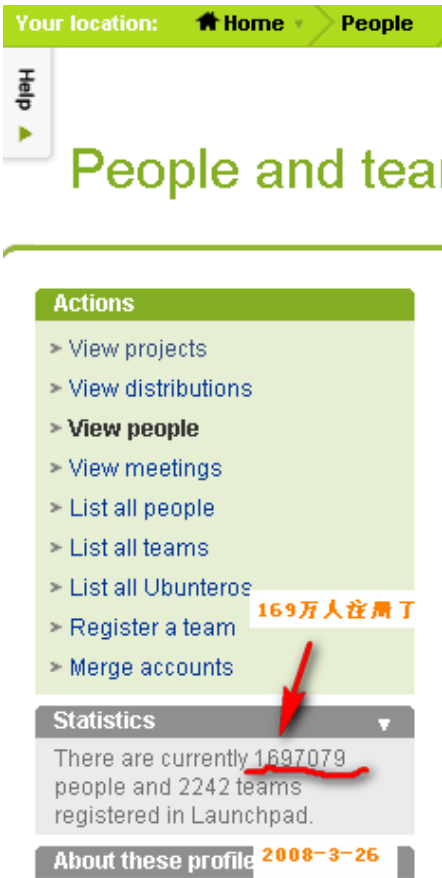 Your location: Home People
Help
People and tea
Actions
View projects
View distributions
View people
View meetings
List all people
List all teams
List all Ubunteros
169万人注册了
Register a team
Merge accounts
Statistics
There are currently 1697079
people and 2242 teams
registered in Launchpad.
About these profile
2008-3-26